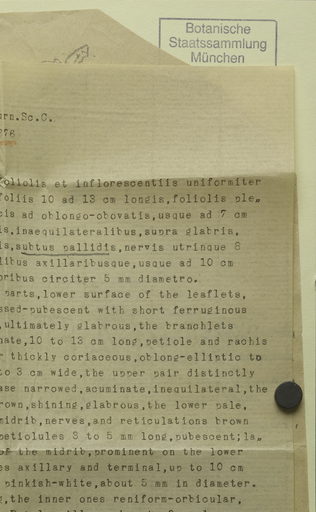 Botanische
Staatssammlung
München
rn.Sc.C.
276
foliolis et inflorescentiis uniformiter
foliis 10 ad 13 cm longis,foliolis ple-
cis ad oblongo-obovatis,usque ad 7 cm
is,inaequilateralibus,supra glabris,
is,subtus pallidis,nervis utrinque 8
libus axillaribusque,usque ad 10 cm
oribus circiter 5 mm diametro.
parts,lower surface of the leaflets,
ssed-pubescent with short ferruginous
,ultimately glabrous,the branchlets
nate,10 to 13 cm long,petiole and rachis
r thickly coriaceous,oblong-elliptic to
to 3 cm wide,the upper pair distinctly
ase narrowed,acuminate,inequilateral,the
rown,shining,glabrous,the lower pale,
midrib,nerves,and reticulations brown
petiolules 3 to 5 mm long,pubescent;la-
of the midrib,prominent on the lower
es axillary and terminal,up to 10 cm
pinkish-white,about 5 mm in diameter.
g,the inner ones reniform-orbicular,